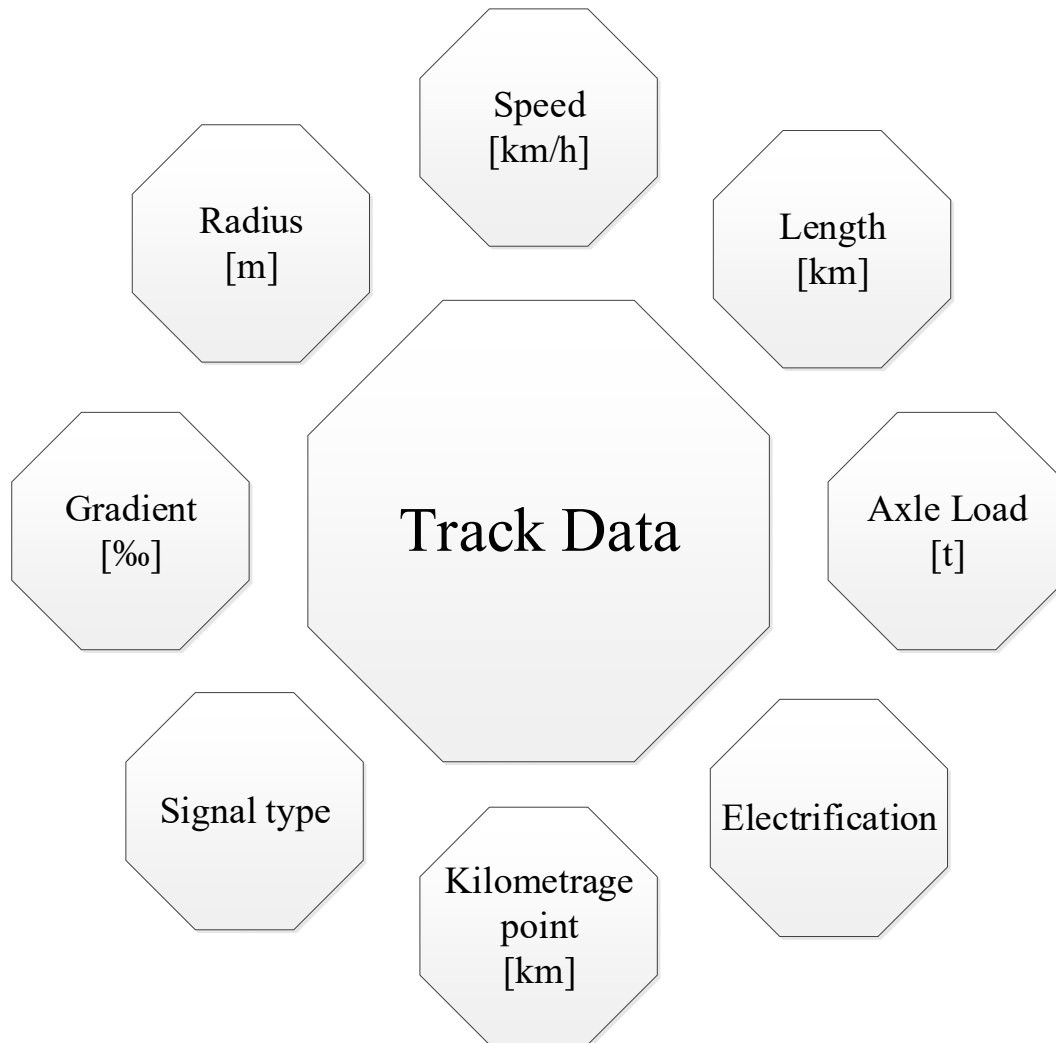 Speed
[km/h]
Radius
[m]
Length
[km]
Gradient
[‰]
Track Data
Axle Load
[t]
Signal type
Electrification
Kilometrage
point
[km]